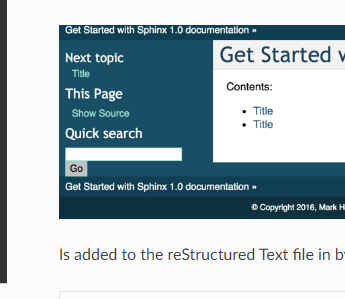 Get Started with Sphinx 1.0 documentation »
Next topic
Title
This Page
Show Source
Quick search
Go
Get Started
Contents:
• Title
• Title
Get Started with Sphinx 1.0 documentation »
© Copyright 2016, Mark H
Is added to the reStructured Text file in b